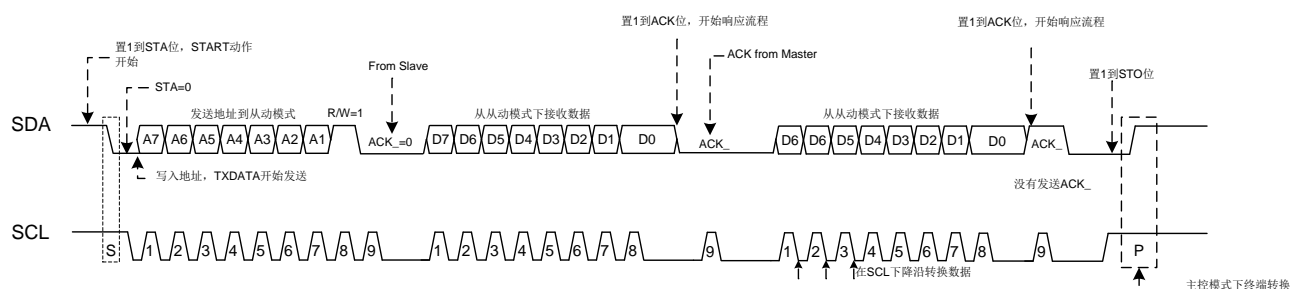 置1到ACK位，开始响应流程
置1到ACK位，开始响应流程
置1到STA位，START动作
开始
ACK from Master
From Slave
置1到STO位
STA=0
发送地址到从动模式
R/W=1
从从动模式下接收数据
从从动模式下接收数据
SDA
A7 A6 A5 A4 A3 A2 A1 ACK_=0 D7 D6 D5 D4 D3 D2 D1 D0 ACK_ D6 D6 D5 D4 D3 D2 D1 D0 ACK_
写入地址，TXDATA开始发送
没有发送ACK_
SCL
S 1 2 3 4 5 6 7 8 9 1 2 3 4 5 6 7 8 9 1 2 3 4 5 6 7 8 9 P
在SCL下降沿转换数据
主控模式下终端转换